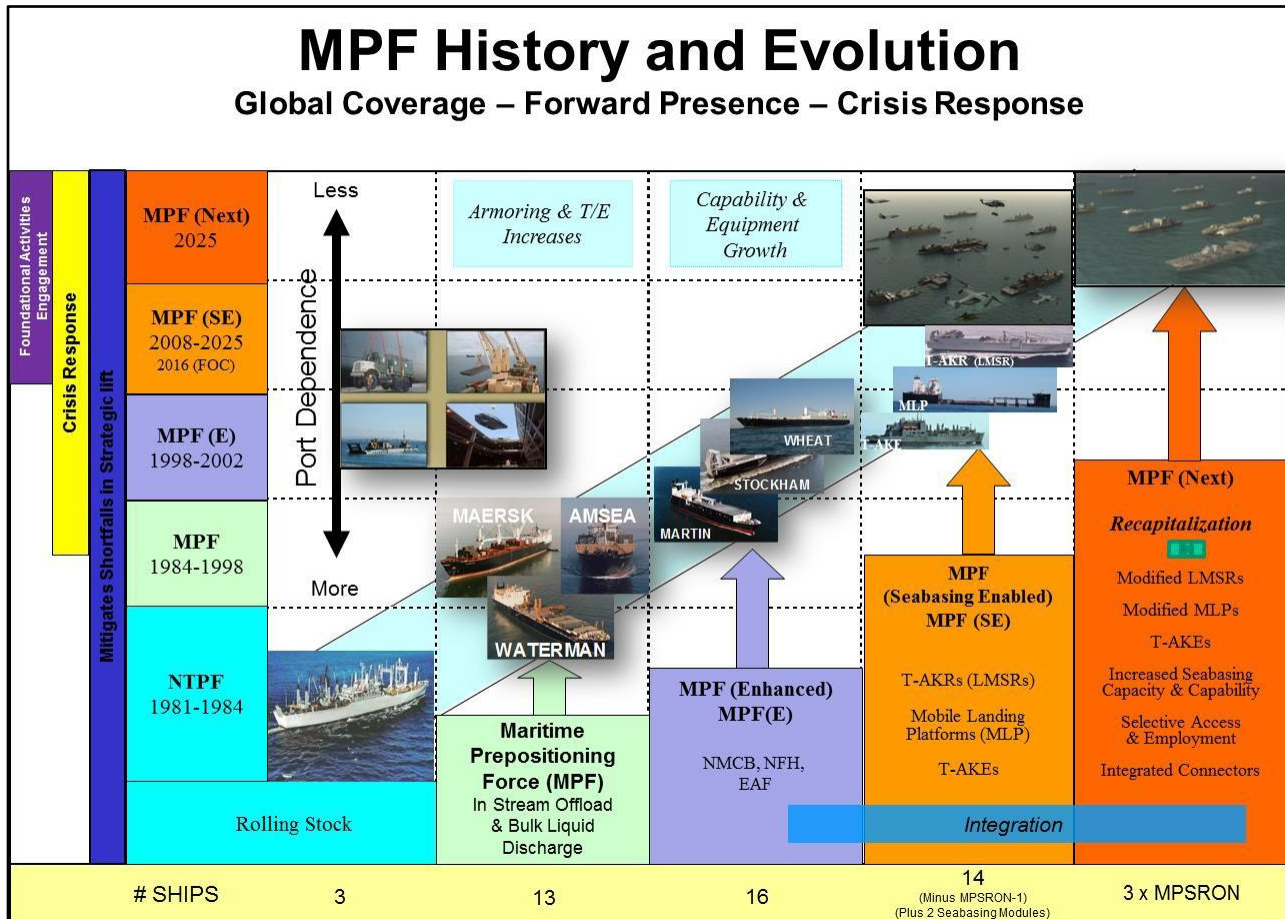 MPF History and Evolution
Global Coverage – Forward Presence – Crisis Response
Foundational Activities
Engagement
Crisis Response
Mitigates Shortfalls in Strategic lift
MPF (Next)
2025
MPF (SE)
2008-2025
2016 (FOC)
MPF (E)
1998-2002
MPF
1984-1998
NTPF
1981-1984
Less
Port Dependence
More
Armoring & T/E
Increases
Capability &
Equipment
Growth
MAERSK
AMSEA
WATERMAN
MARTIN
STOCKHAM
WHEAT
T-AKR (LMSR)
MLP
T-AKE
Rolling Stock
Maritime
Prepositioning
Force (MPF)
In Stream Offload
& Bulk Liquid
Discharge
MPF (Enhanced)
MPF(E)
NMCB, NFH,
EAF
MPF
(Seabasing Enabled)
MPF (SE)
T-AKRs (LMSRs)
Mobile Landing
Platforms (MLP)
T-AKEs
MPF (Next)
Recapitalization
Modified LMSRs
Modified MLPs
T-AKEs
Increased Seabasing
Capacity & Capability
Selective Access
& Employment
Integrated Connectors
Integration
# SHIPS
3
13
16
14
(Minus MPSRON-1)
(Plus 2 Seabasing Modules)
3 x MPSRON